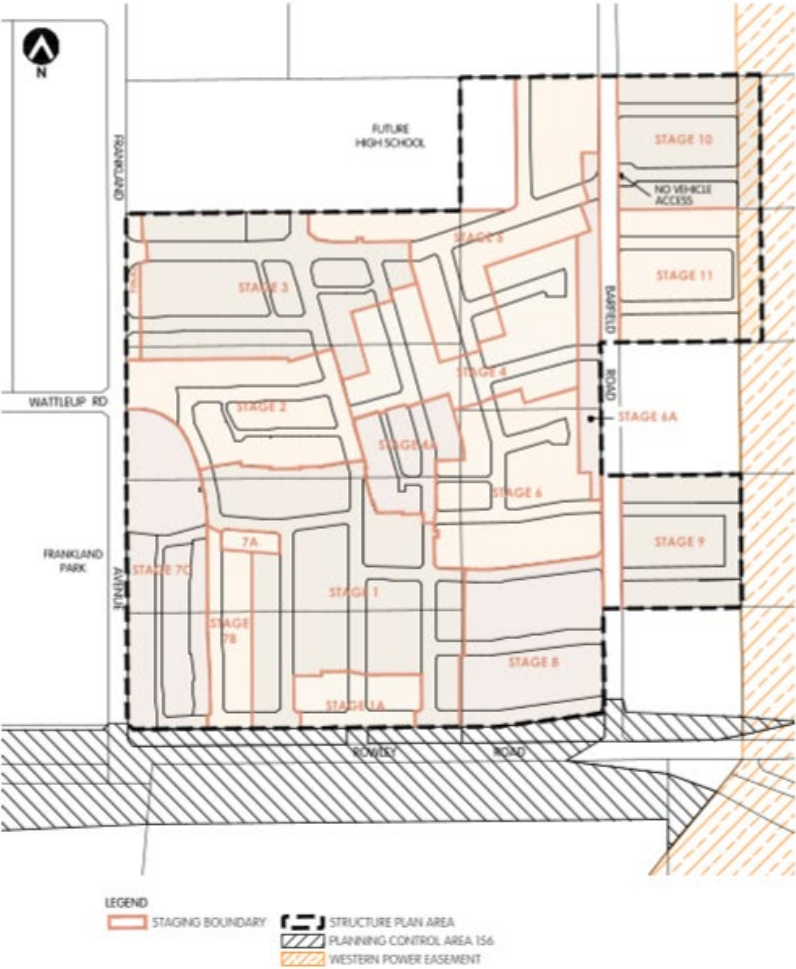 N
FRANKLAND
FUTURE
HIGH SCHOOL
STAGE 10
NO VEHICLE
ACCESS
STAGE 5
STAGE 3
STAGE 11
BARFIELD
ROAD
STAGE 4
WATTLEUP RD
STAGE 2
STAGE 6A
STAGE 4A
STAGE 6
7A
STAGE 9
FRANKLAND
PARK
AVENUE
STAGE 7C
STAGE 1
STAGE
7B
STAGE 8
STAGE 1A
ROWLEY ROAD
LEGEND
STAGING BOUNDARY
STRUCTURE PLAN AREA
PLANNING CONTROL AREA 156
WESTERN POWER EASEMENT